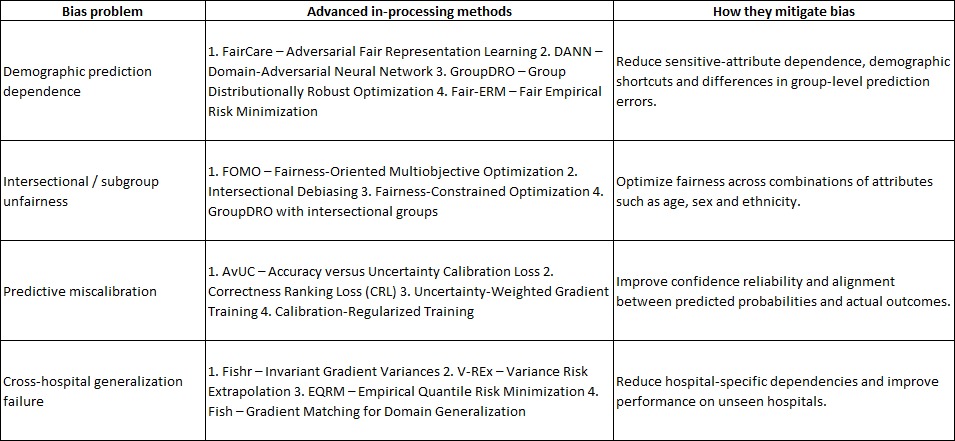 Bias problem
Advanced in-processing methods
How they mitigate bias
Demographic prediction
dependence
1. FairCare – Adversarial Fair Representation Learning 2. DANN –
Domain-Adversarial Neural Network 3. GroupDRO – Group
Distributionally Robust Optimization 4. Fair-ERM – Fair Empirical
Risk Minimization
Reduce sensitive-attribute dependence, demographic
shortcuts and differences in group-level prediction
errors.
Intersectional / subgroup
unfairness
1. FOMO – Fairness-Oriented Multiobjective Optimization 2.
Intersectional Debiasing 3. Fairness-Constrained Optimization 4.
GroupDRO with intersectional groups
Optimize fairness across combinations of attributes
such as age, sex and ethnicity.
Predictive miscalibration
1. AvUC – Accuracy versus Uncertainty Calibration Loss 2.
Correctness Ranking Loss (CRL) 3. Uncertainty-Weighted Gradient
Training 4. Calibration-Regularized Training
Improve confidence reliability and alignment
between predicted probabilities and actual outcomes.
Cross-hospital generalization
failure
1. Fishr – Invariant Gradient Variances 2. V-REx – Variance Risk
Extrapolation 3. EQRM – Empirical Quantile Risk Minimization 4.
Fish – Gradient Matching for Domain Generalization
Reduce hospital-specific dependencies and improve
performance on unseen hospitals.